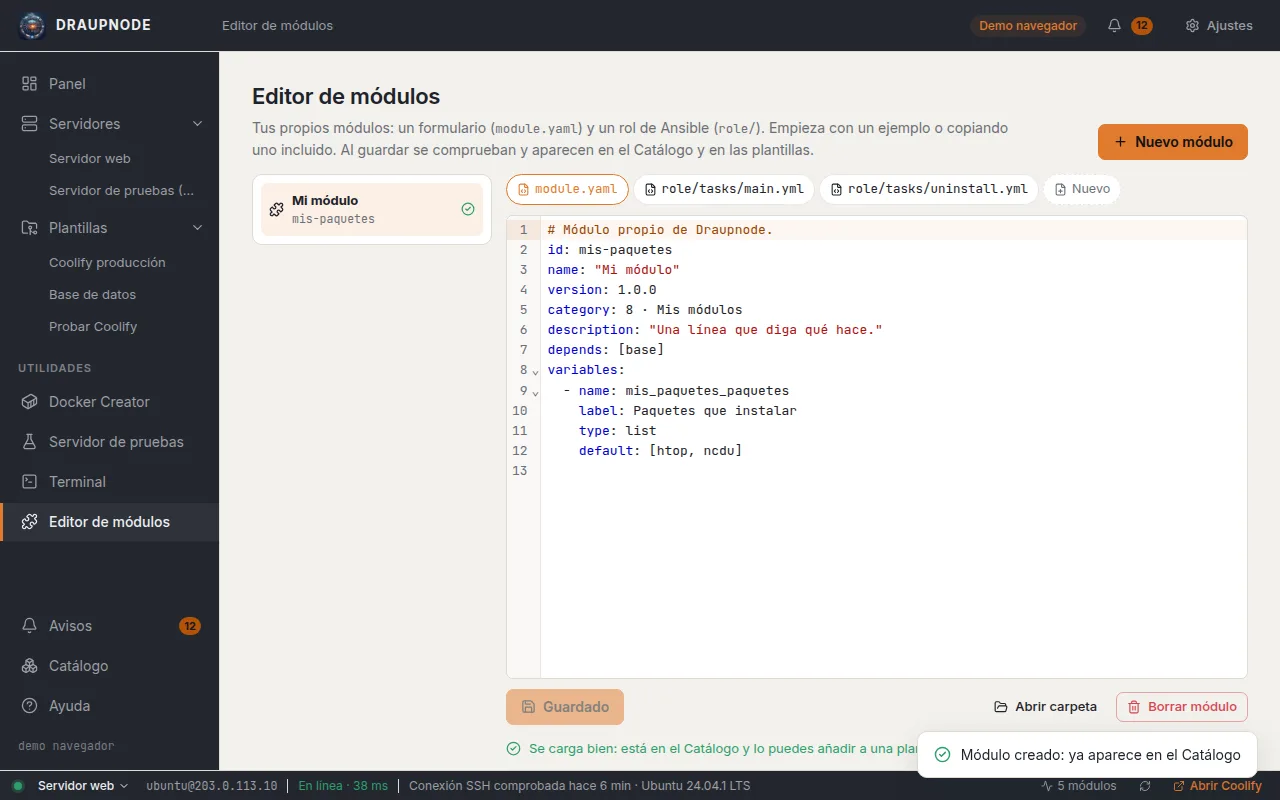 DRAUPNODE
Editor de módulos
Demo navegador
12
Ajustes
Panel
Servidores
Servidor web
Servidor de pruebas (...
Plantillas
Coolify producción
Base de datos
Probar Coolify
UTILIDADES
Docker Creator
Servidor de pruebas
Terminal
Editor de módulos
Avisos
12
Catálogo
Ayuda
demo navegador
Editor de módulos
Tus propios módulos: un formulario (module.yaml) y un rol de Ansible (role/). Empieza con un ejemplo o copiando
uno incluido. Al guardar se comprueban y aparecen en el Catálogo y en las plantillas.
+ Nuevo módulo
Mi módulo
mis-paquetes
module.yaml
role/tasks/main.yml
role/tasks/uninstall.yml
Nuevo
1 # Módulo propio de Draupnode.
2 id: mis-paquetes
3 name: "Mi módulo"
4 version: 1.0.0
5 category: 8 · Mis módulos
6 description: "Una línea que diga qué hace."
7 depends: [base]
8 variables:
9 - name: mis_paquetes_paquetes
10 label: Paquetes que instalar
11 type: list
12 default: [htop, ncdu]
13
Guardado
Abrir carpeta
Borrar módulo
Se carga bien: está en el Catálogo y lo puedes añadir a una
Módulo creado: ya aparece en el Catálogo
Servidor web
ubuntu@203.0.113.10
En línea · 38 ms
Conexión SSH comprobada hace 6 min · Ubuntu 24.04.1 LTS
5 módulos
Abrir Coolify